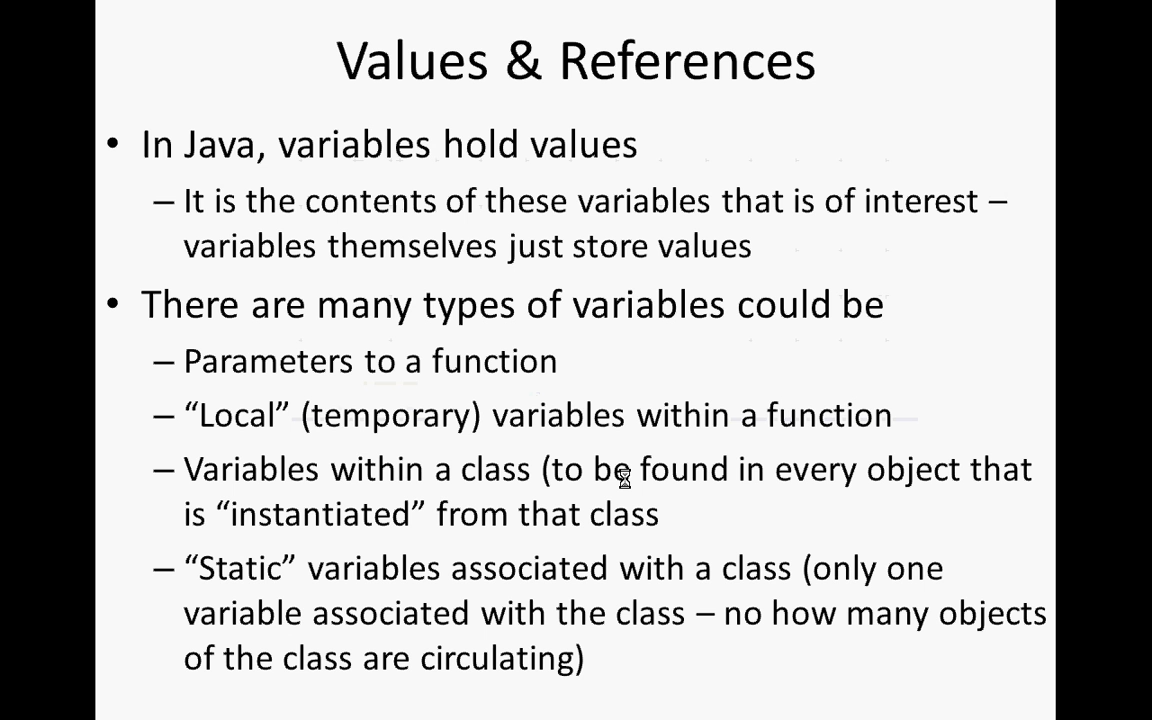 Values & References
• In Java, variables hold values
– It is the contents of these variables that is of interest –
variables themselves just store values
• There are many types of variables could be
– Parameters to a function
– “Local” (temporary) variables within a function
– Variables within a class (to be found in every object that
is “instantiated” from that class
– “Static” variables associated with a class (only one
variable associated with the class – no how many objects
of the class are circulating)